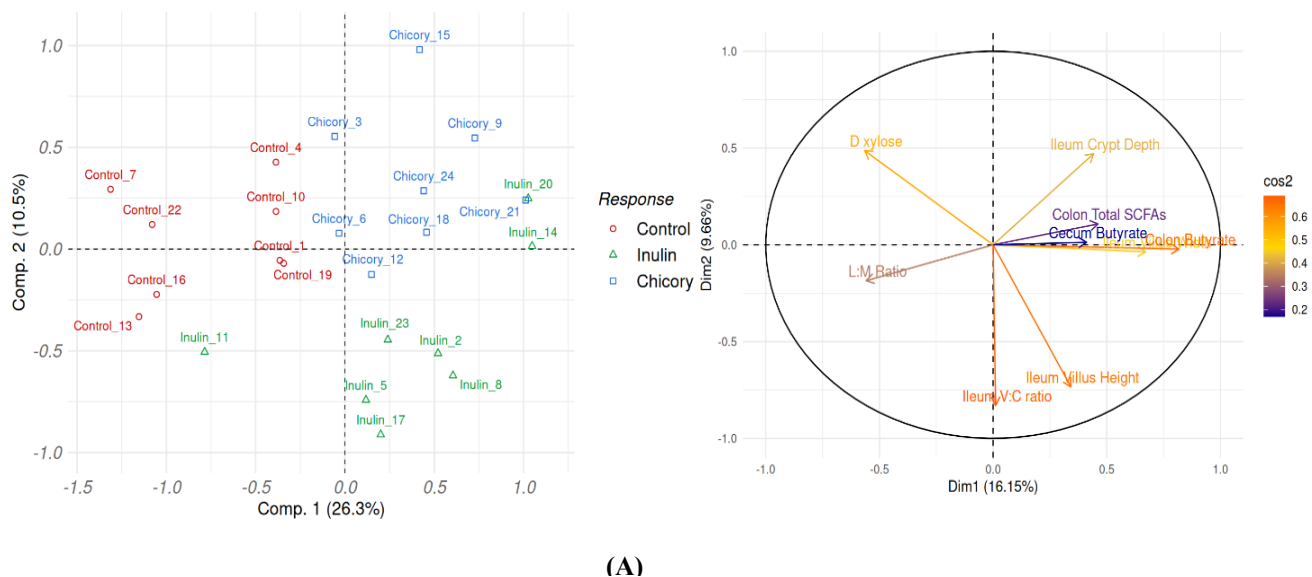 Chicory_15
Chicory_3
Chicory_9
Control_4
Control_7
Chicory_24
Inulin_20
Control_10
Control_22
Chicory_6
Chicory_18
Chicory_21
Inulin_14
Control_1
Chicory_12
Control_19
Control_16
Control_13
Inulin_11
Inulin_23
Inulin_2
Inulin_5
Inulin_8
Inulin_17
1.0
0.5
0.0
-0.5
-1.0
-1.5
-1.0
-0.5
0.0
0.5
1.0
Comp. 1 (26.3%)
Comp. 2 (10.5%)
Response
Control
Inulin
Chicory
D xylose
Ileum Crypt Depth
Colon Total SCFAs
Cecum Butyrate
Ileum
Colon Butyrate
L:M Ratio
Ileum Villus Height
Ileum V:C ratio
1.0
0.5
0.0
-0.5
-1.0
-1.0
-0.5
0.0
0.5
1.0
Dim1 (16.15%)
Dim2 (9.66%)
cos2
0.6
0.5
0.4
0.3
0.2
(A)